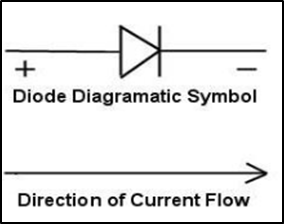 + −
Diode Diagramatic Symbol
Direction of Current Flow